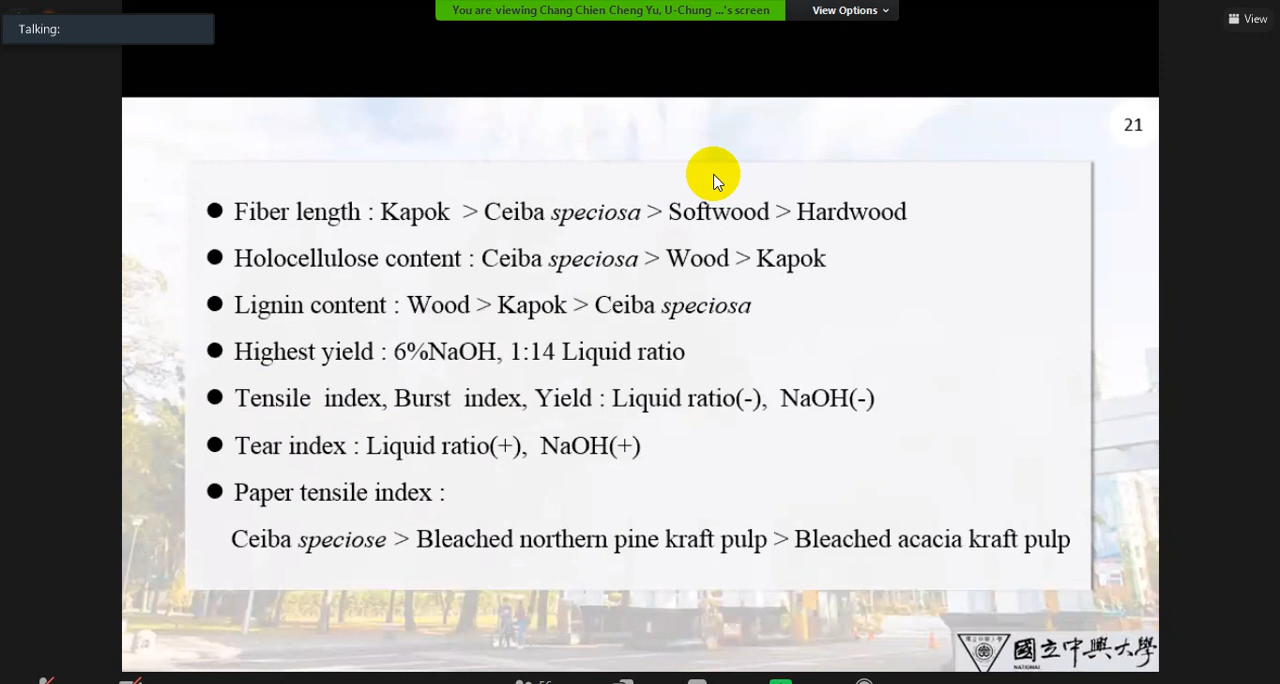 You are viewing Chang Chien Cheng Yu, U-Chung ...'s screen
View Options
View
Talking:
21
● Fiber length : Kapok > Ceiba speciosa > Softwood > Hardwood
● Holocellulose content : Ceiba speciosa > Wood > Kapok
● Lignin content : Wood > Kapok > Ceiba speciosa
● Highest yield : 6%NaOH, 1:14 Liquid ratio
● Tensile index, Burst index, Yield : Liquid ratio(-), NaOH(-)
● Tear index : Liquid ratio(+), NaOH(+)
● Paper tensile index :
Ceiba speciose > Bleached northern pine kraft pulp > Bleached acacia kraft pulp
國立中興大學
NATIONAL